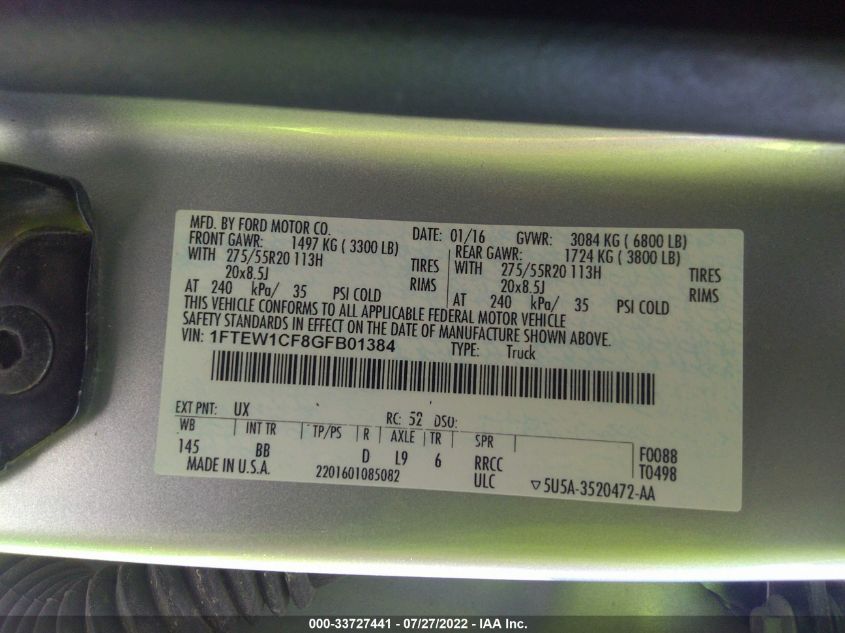 MFD. BY FORD MOTOR CO.
DATE: 01/16 GVWR: 3084 KG ( 6800 LB)
FRONT GAWR: 1497 KG ( 3300 LB) REAR GAWR: 1724 KG ( 3800 LB)
WITH 275/55R20 113H TIRES WITH 275/55R20 113H TIRES
20x8.5J RIMS 20x8.5J RIMS
AT 240 kPa/ 35 PSI COLD AT 240 kPa/ 35 PSI COLD
THIS VEHICLE CONFORMS TO ALL APPLICABLE FEDERAL MOTOR VEHICLE
SAFETY STANDARDS IN EFFECT ON THE DATE OF MANUFACTURE SHOWN ABOVE.
VIN: 1FTEW1CF8GFB01384 TYPE: Truck
EXT PNT: UX RC: 52 DSO:
WB INT TR TP/PS R AXLE TR SPR
145 BB D L9 6 RRCC F0088
MADE IN U.S.A. 2201601085082 ULC T0498
▽5U5A-3520472-AA
000-33727441 - 07/27/2022 - IAA Inc.